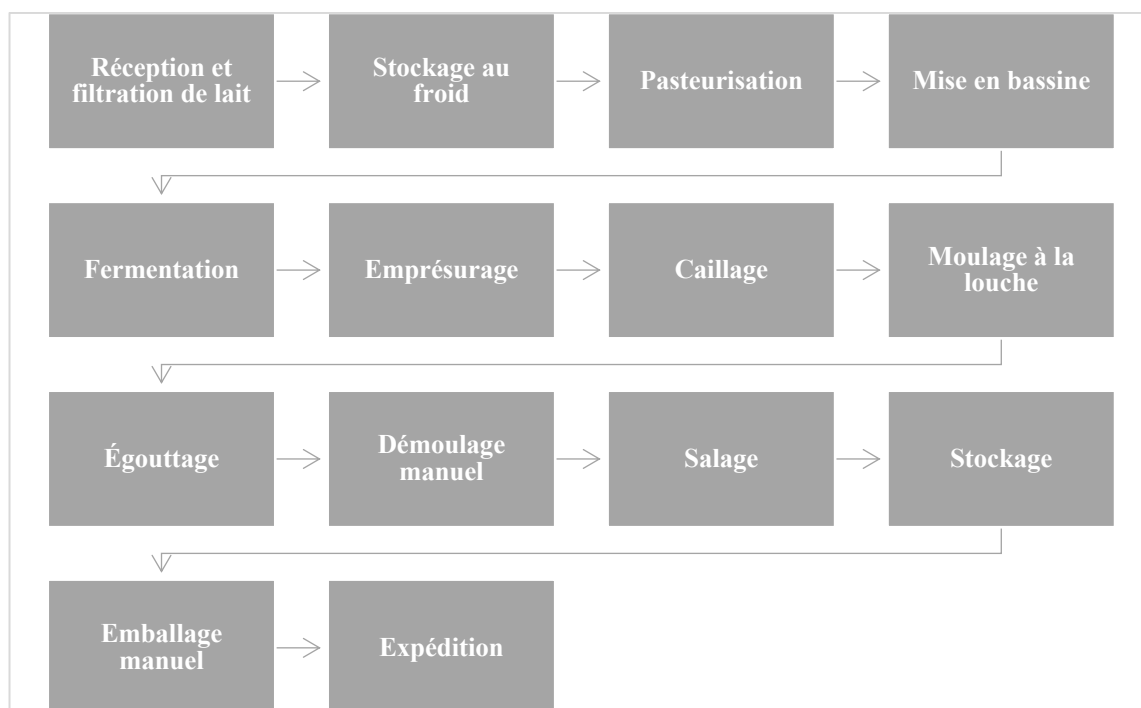 Réception et
filtration de lait
Stockage au
froid
Pasteurisation
Mise en bassine
Fermentation
Emprésurage
Caillage
Moulage à la
louche
Égouttage
Démoulage
manuel
Salage
Stockage
Emballage
manuel
Expédition